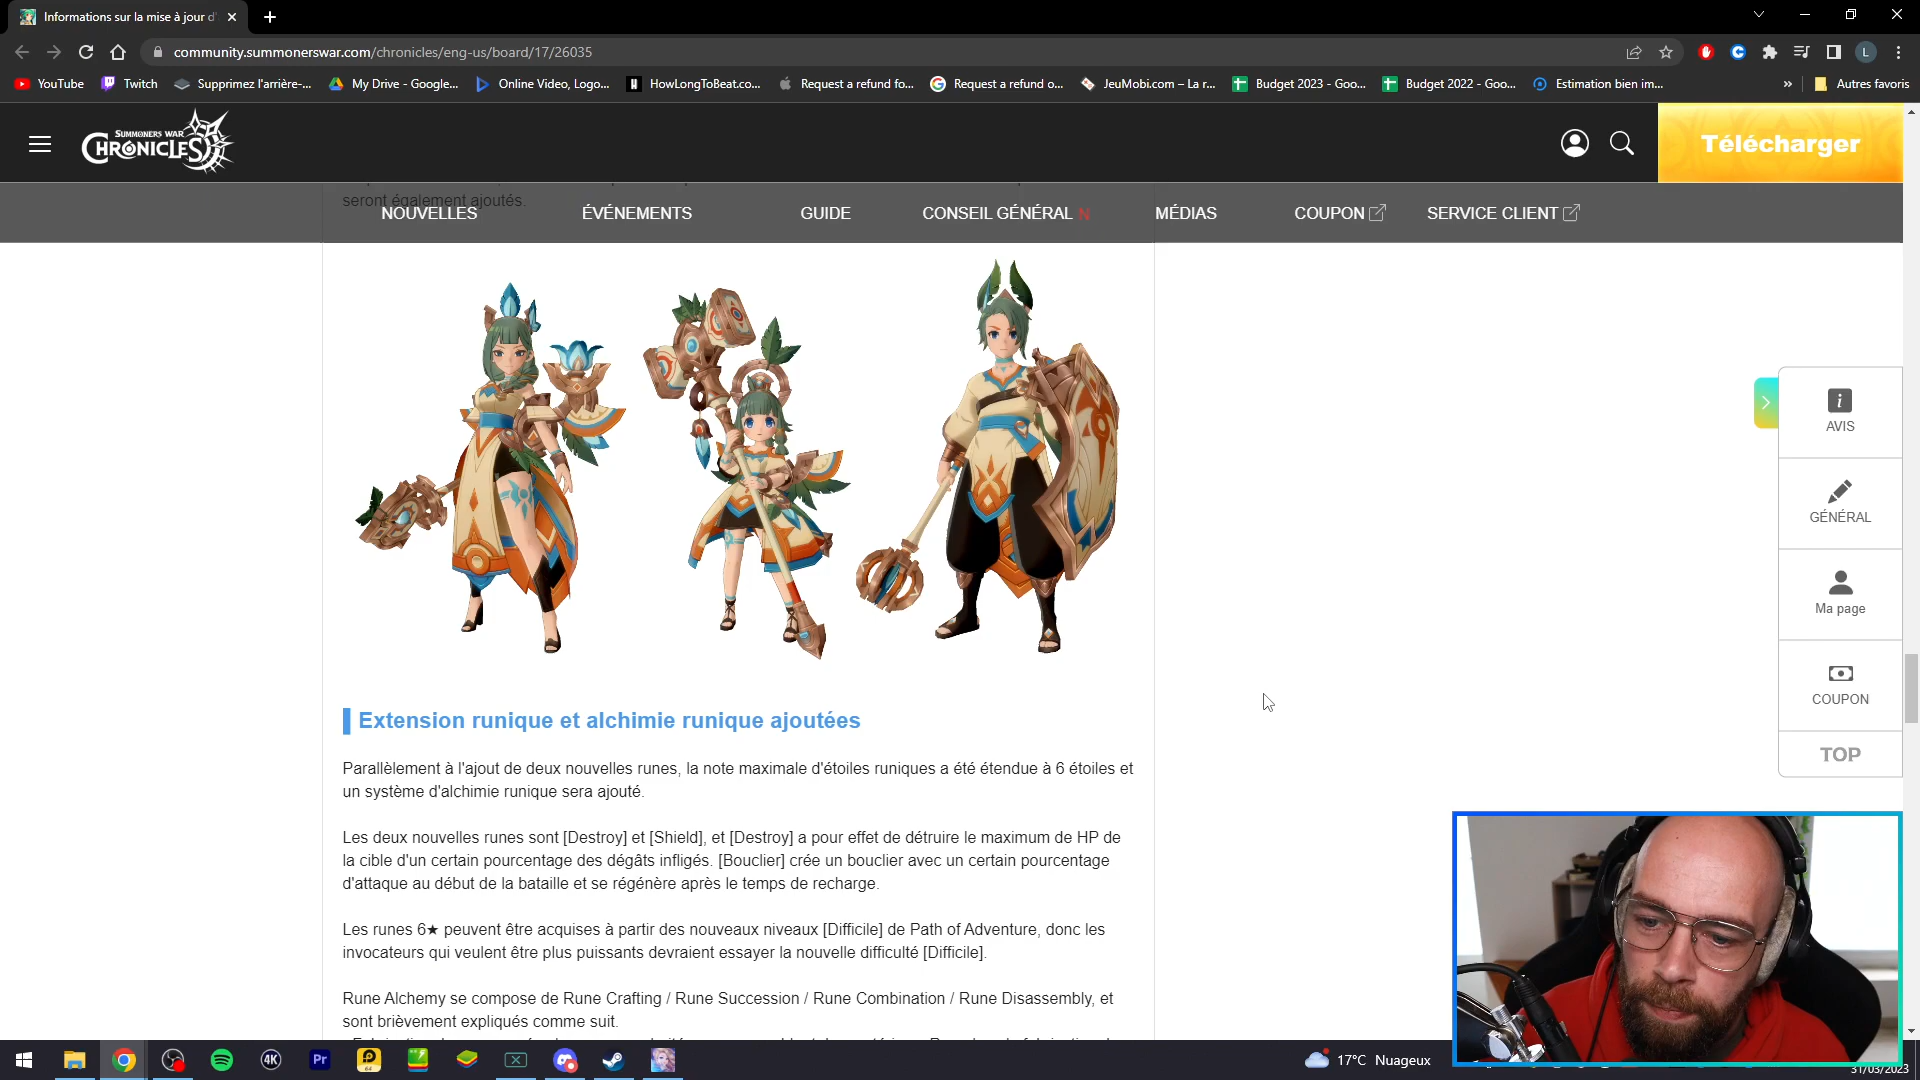 Informations sur la mise à jour d'
community.summonerswar.com/chronicles/eng-us/board/17/26035
YouTube
Twitch
Supprimez l'arrière-...
My Drive - Google...
Online Video, Logo...
HowLongToBeat.co...
Request a refund fo...
Request a refund o...
JeuMobi.com – La r...
Budget 2023 - Goo...
Budget 2022 - Goo...
Estimation bien im...
»
Autres favoris
L
SUMMONERS WAR
CHRONICLES
Télécharger
seront également ajoutés.
NOUVELLES
ÉVÉNEMENTS
GUIDE
CONSEIL GÉNÉRAL N
MÉDIAS
COUPON
SERVICE CLIENT
AVIS
GÉNÉRAL
Ma page
COUPON
TOP
Extension runique et alchimie runique ajoutées
Parallèlement à l'ajout de deux nouvelles runes, la note maximale d'étoiles runiques a été étendue à 6 étoiles et
un système d'alchimie runique sera ajouté.
Les deux nouvelles runes sont [Destroy] et [Shield], et [Destroy] a pour effet de détruire le maximum de HP de
la cible d'un certain pourcentage des dégâts infligés. [Bouclier] crée un bouclier avec un certain pourcentage
d'attaque au début de la bataille et se régénère après le temps de recharge.
Les runes 6★ peuvent être acquises à partir des nouveaux niveaux [Difficile] de Path of Adventure, donc les
invocateurs qui veulent être plus puissants devraient essayer la nouvelle difficulté [Difficile].
Rune Alchemy se compose de Rune Crafting / Rune Succession / Rune Combination / Rune Disassembly, et
sont brièvement expliqués comme suit.
4K
Pr
64
17°C Nuageux
31/03/2023